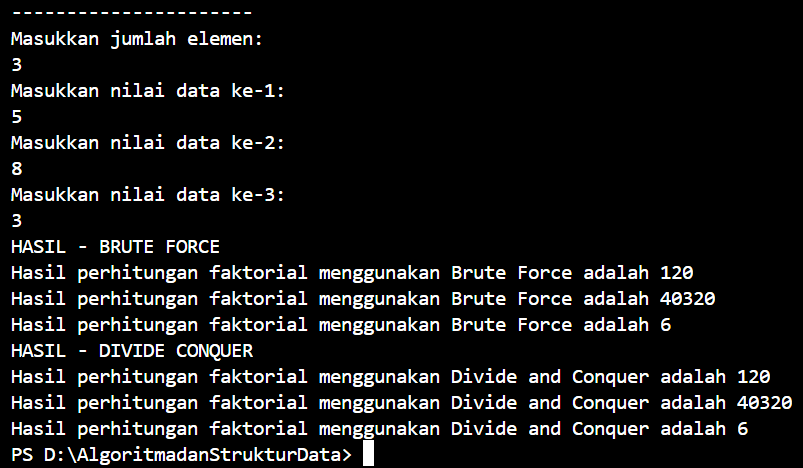 ----------------------
Masukkan jumlah elemen:
3
Masukkan nilai data ke-1:
5
Masukkan nilai data ke-2:
8
Masukkan nilai data ke-3:
3
HASIL - BRUTE FORCE
Hasil perhitungan faktorial menggunakan Brute Force adalah 120
Hasil perhitungan faktorial menggunakan Brute Force adalah 40320
Hasil perhitungan faktorial menggunakan Brute Force adalah 6
HASIL - DIVIDE CONQUER
Hasil perhitungan faktorial menggunakan Divide and Conquer adalah 120
Hasil perhitungan faktorial menggunakan Divide and Conquer adalah 40320
Hasil perhitungan faktorial menggunakan Divide and Conquer adalah 6
PS D:\AlgoritmadanStrukturData>